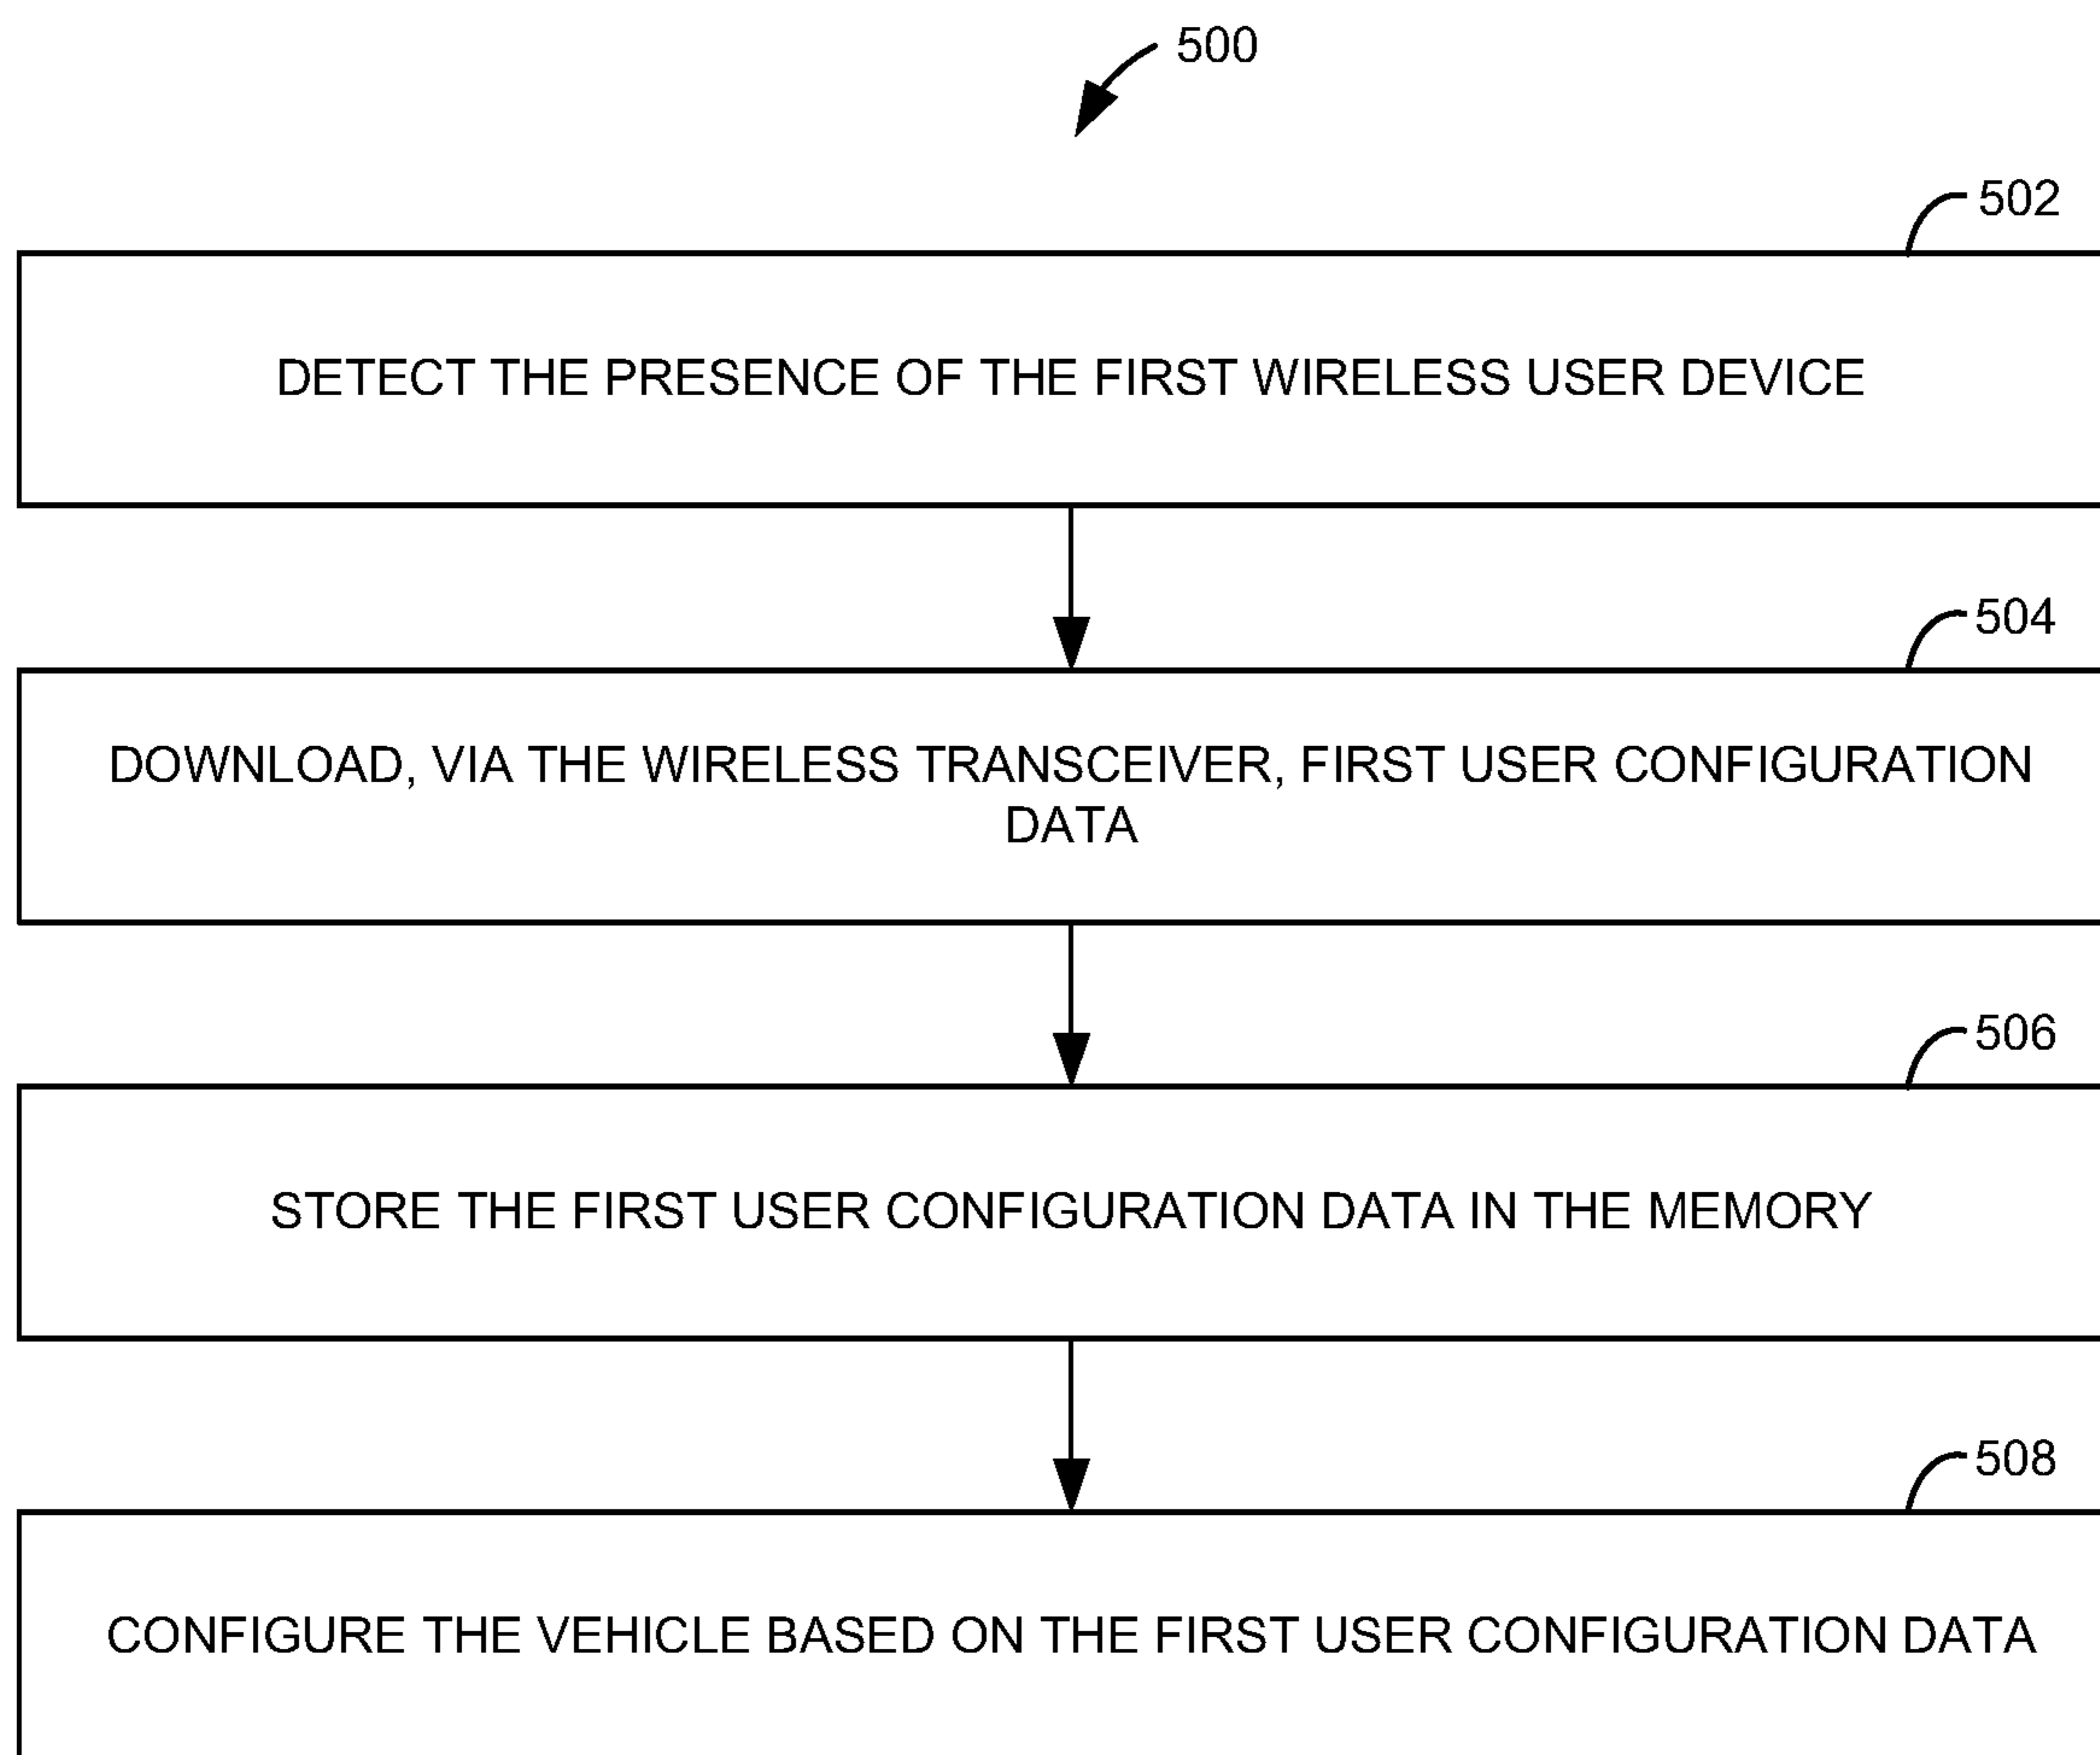 500
502
DETECT THE PRESENCE OF THE FIRST WIRELESS USER DEVICE
504
DOWNLOAD, VIA THE WIRELESS TRANSCEIVER, FIRST USER CONFIGURATION
DATA
506
STORE THE FIRST USER CONFIGURATION DATA IN THE MEMORY
508
CONFIGURE THE VEHICLE BASED ON THE FIRST USER CONFIGURATION DATA